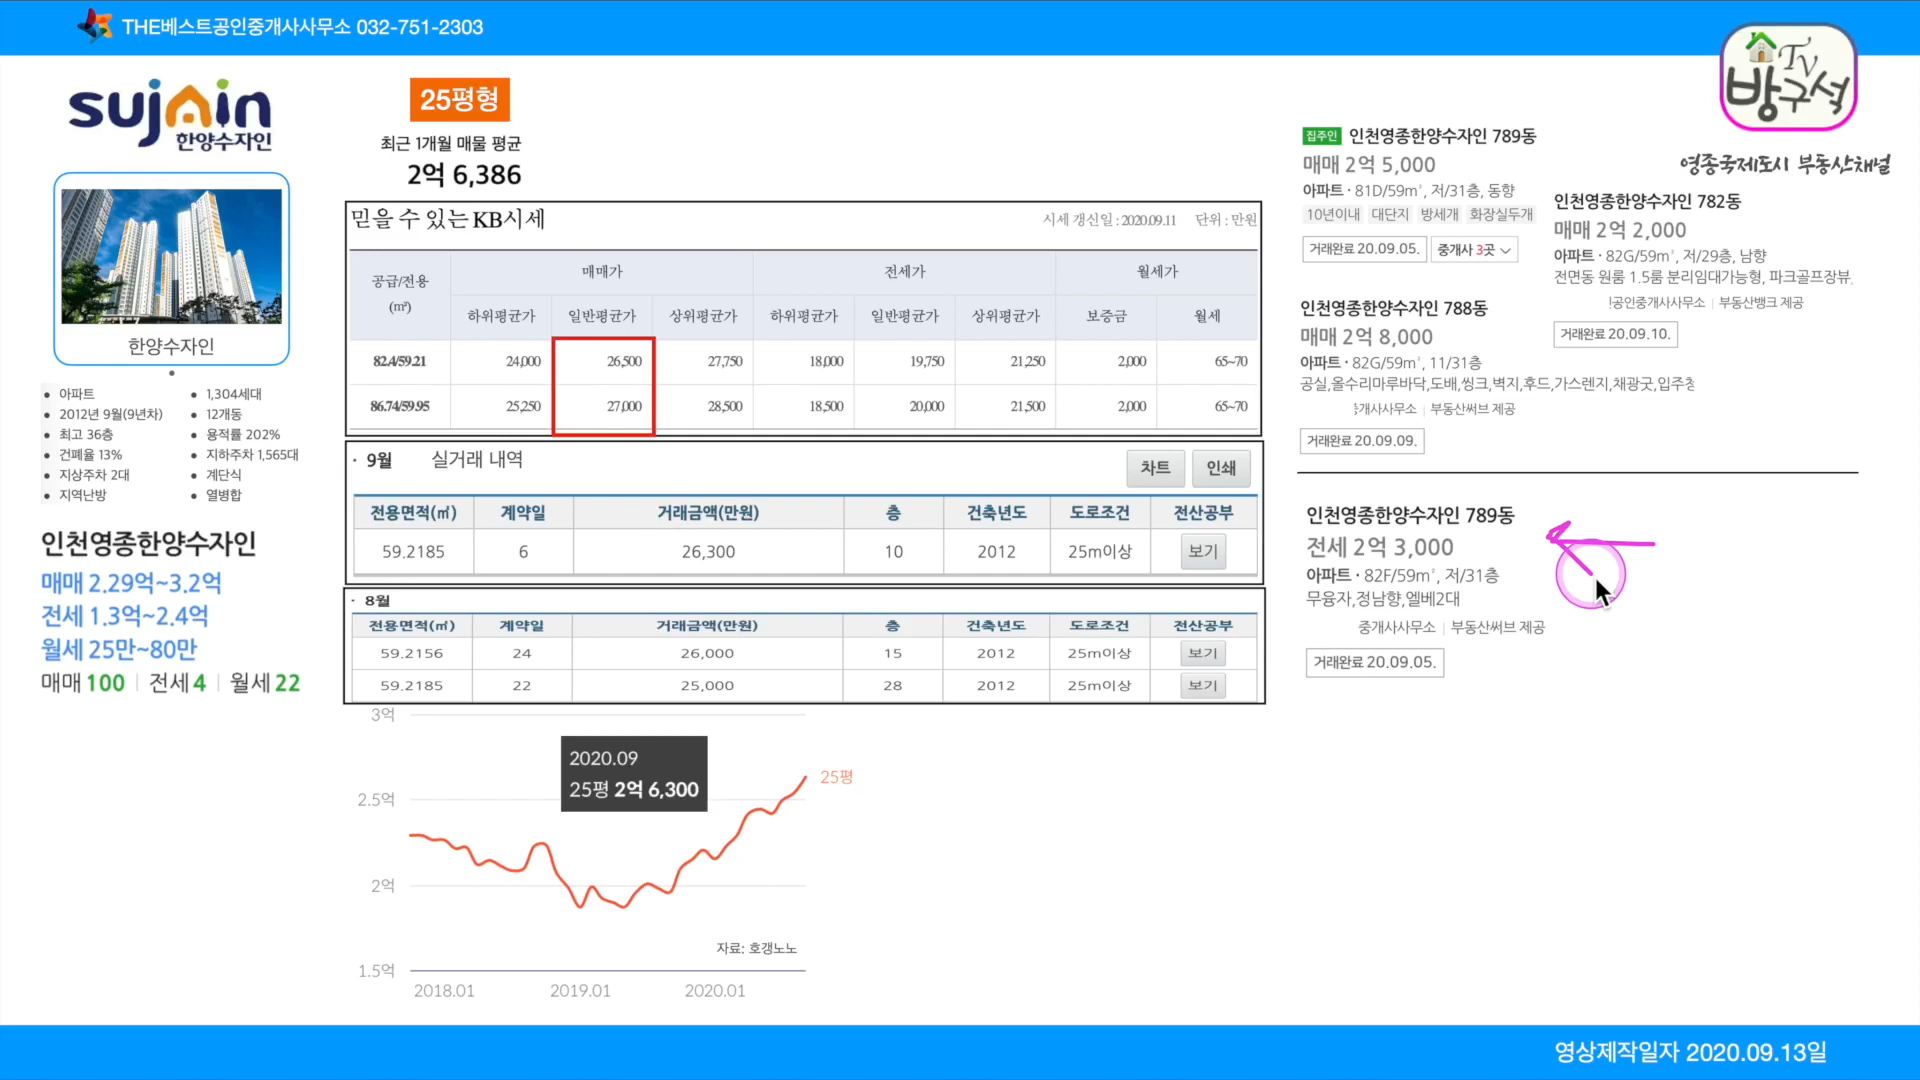 THE베스트공인중개사사무소 032-751-2303
Tv
방구석
영종국제도시 부동산채널
sujain
한양수자인
한양수자인
아파트
1,304세대
2012년 9월(9년차)
12개동
최고 36층
용적률 202%
건폐율 13%
지하주차 1,565대
지상주차 2대
계단식
지역난방
열병합
인천영종한양수자인
매매 2.29억~3.2억
전세 1.3억~2.4억
월세 25만~80만
매매 100 | 전세 4 | 월세 22
25평형
최근 1개월 매물 평균
2억 6,386
믿을 수 있는 KB시세
시세 갱신일 : 2020.09.11 단위 : 만원
공급/전용 (㎡) 매매가 전세가 월세가
하위평균가 일반평균가 상위평균가 하위평균가 일반평균가 상위평균가 보증금 월세
82.4/59.21 24,000 26,500 27,750 18,000 19,750 21,250 2,000 65~70
86.74/59.95 25,250 27,000 28,500 18,500 20,000 21,500 2,000 65~70
· 9월 실거래 내역 차트 인쇄
전용면적(㎡) 계약일 거래금액(만원) 층 건축년도 도로조건 전산공부
59.2185 6 26,300 10 2012 25m이상 보기
· 8월
전용면적(㎡) 계약일 거래금액(만원) 층 건축년도 도로조건 전산공부
59.2156 24 26,000 15 2012 25m이상 보기
59.2185 22 25,000 28 2012 25m이상 보기
3억
2020.09
25평 2억 6,300
25평
2.5억
2억
자료: 호갱노노
1.5억
2018.01 2019.01 2020.01
집주인 인천영종한양수자인 789동
매매 2억 5,000
아파트 · 81D/59㎡, 저/31층, 동향
10년이내 대단지 방세개 화장실두개
거래완료 20.09.05. 중개사 3곳
인천영종한양수자인 782동
매매 2억 2,000
아파트 · 82G/59㎡, 저/29층, 남향
전면동 원룸 1.5룸 분리임대가능형, 파크골프장뷰,
공인중개사사무소 | 부동산뱅크 제공
거래완료 20.09.10.
인천영종한양수자인 788동
매매 2억 8,000
아파트 · 82G/59㎡, 11/31층
공실,올수리마루바닥,도배,씽크,벽지,후드,가스렌지,채광굿,입주청
개사사무소 | 부동산써브 제공
거래완료 20.09.09.
인천영종한양수자인 789동
전세 2억 3,000
아파트 · 82F/59㎡, 저/31층
무융자,정남향,엘베2대
중개사사무소 | 부동산써브 제공
거래완료 20.09.05.
영상제작일자 2020.09.13일